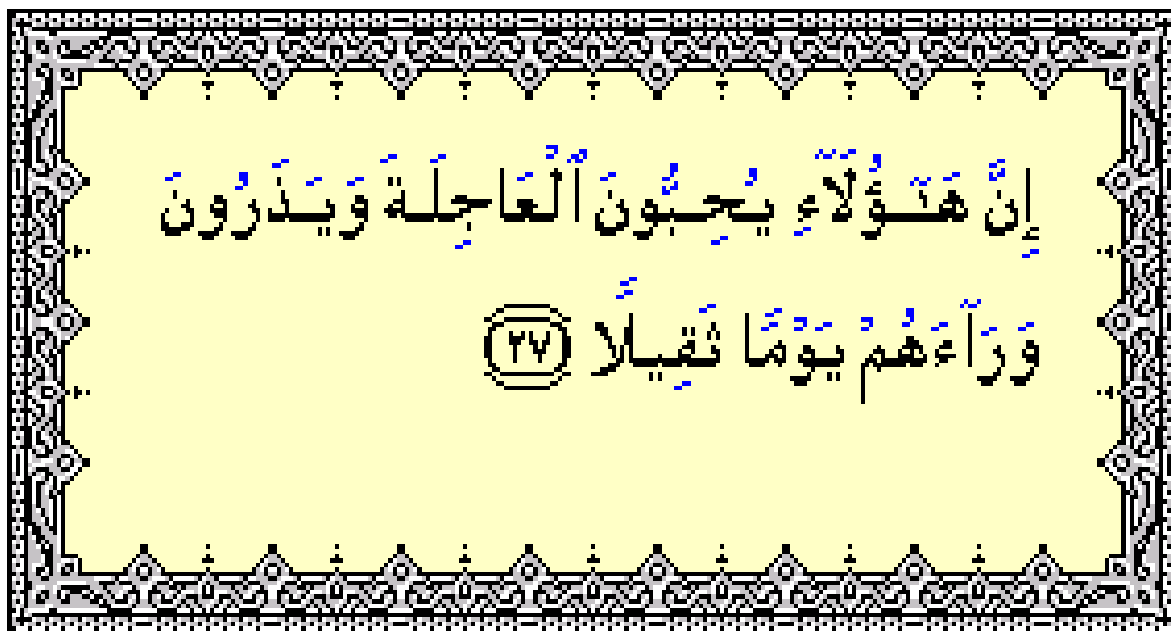 إِنَّ هَـٰٓؤُلَآءِ يُحِبُّونَ ٱلْعَاجِلَةَ وَيَذَرُونَ
وَرَآءَهُمْ يَوْمًا ثَقِيلًا ٢٧